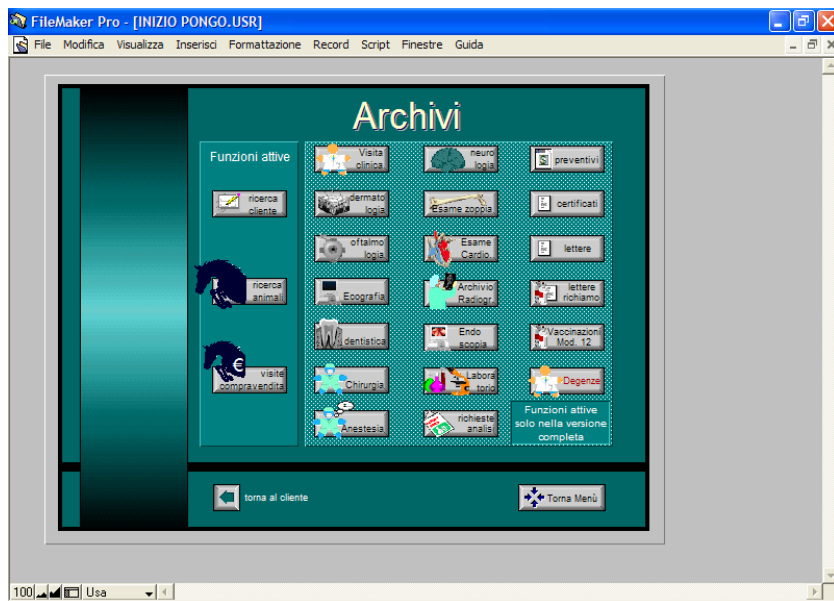 FileMaker Pro - [INIZIO PONGO.USR]
File Modifica Visualizza Inserisci Formattazione Record Script Finestre Guida
Archivi
Funzioni attive
ricerca
cliente
ricerca
animali
€
visite
compravendita
Visita
clinica
dermato
logia
oftalmo
logia
Ecografia
dentistica
Chirurgia
Anestesia
neuro
logia
Esame zoppia
Esame
Cardio.
Archivio
Radiogr.
Endo
scopia
Labora
torio
richieste
analisi
preventivi
certificati
lettere
lettere
richiamo
Vaccinazioni
Mod. 12
Degenze
Funzioni attive
solo nella versione
completa
torna al cliente
Torna Menù
100
Usa